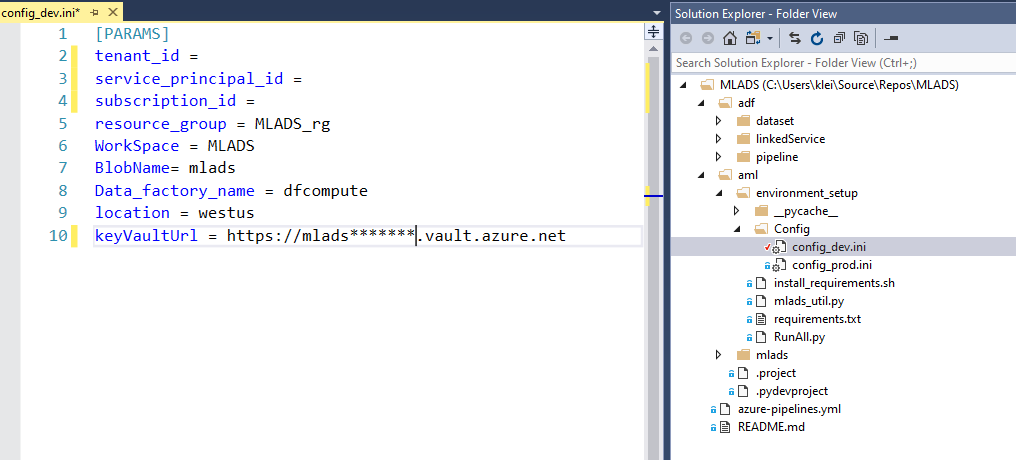 config_dev.ini*
1 [PARAMS]
2 tenant_id =
3 service_principal_id =
4 subscription_id =
5 resource_group = MLADS_rg
6 WorkSpace = MLADS
7 BlobName= mlads
8 Data_factory_name = dfcompute
9 location = westus
10 keyVaultUrl = https://mlads*******.vault.azure.net
Solution Explorer - Folder View
Search Solution Explorer - Folder View (Ctrl+;)
MLADS (C:\Users\klei\Source\Repos\MLADS)
adf
dataset
linkedService
pipeline
aml
environment_setup
__pycache__
Config
config_dev.ini
config_prod.ini
install_requirements.sh
mlads_util.py
requirements.txt
RunAll.py
mlads
.project
.pydevproject
azure-pipelines.yml
README.md